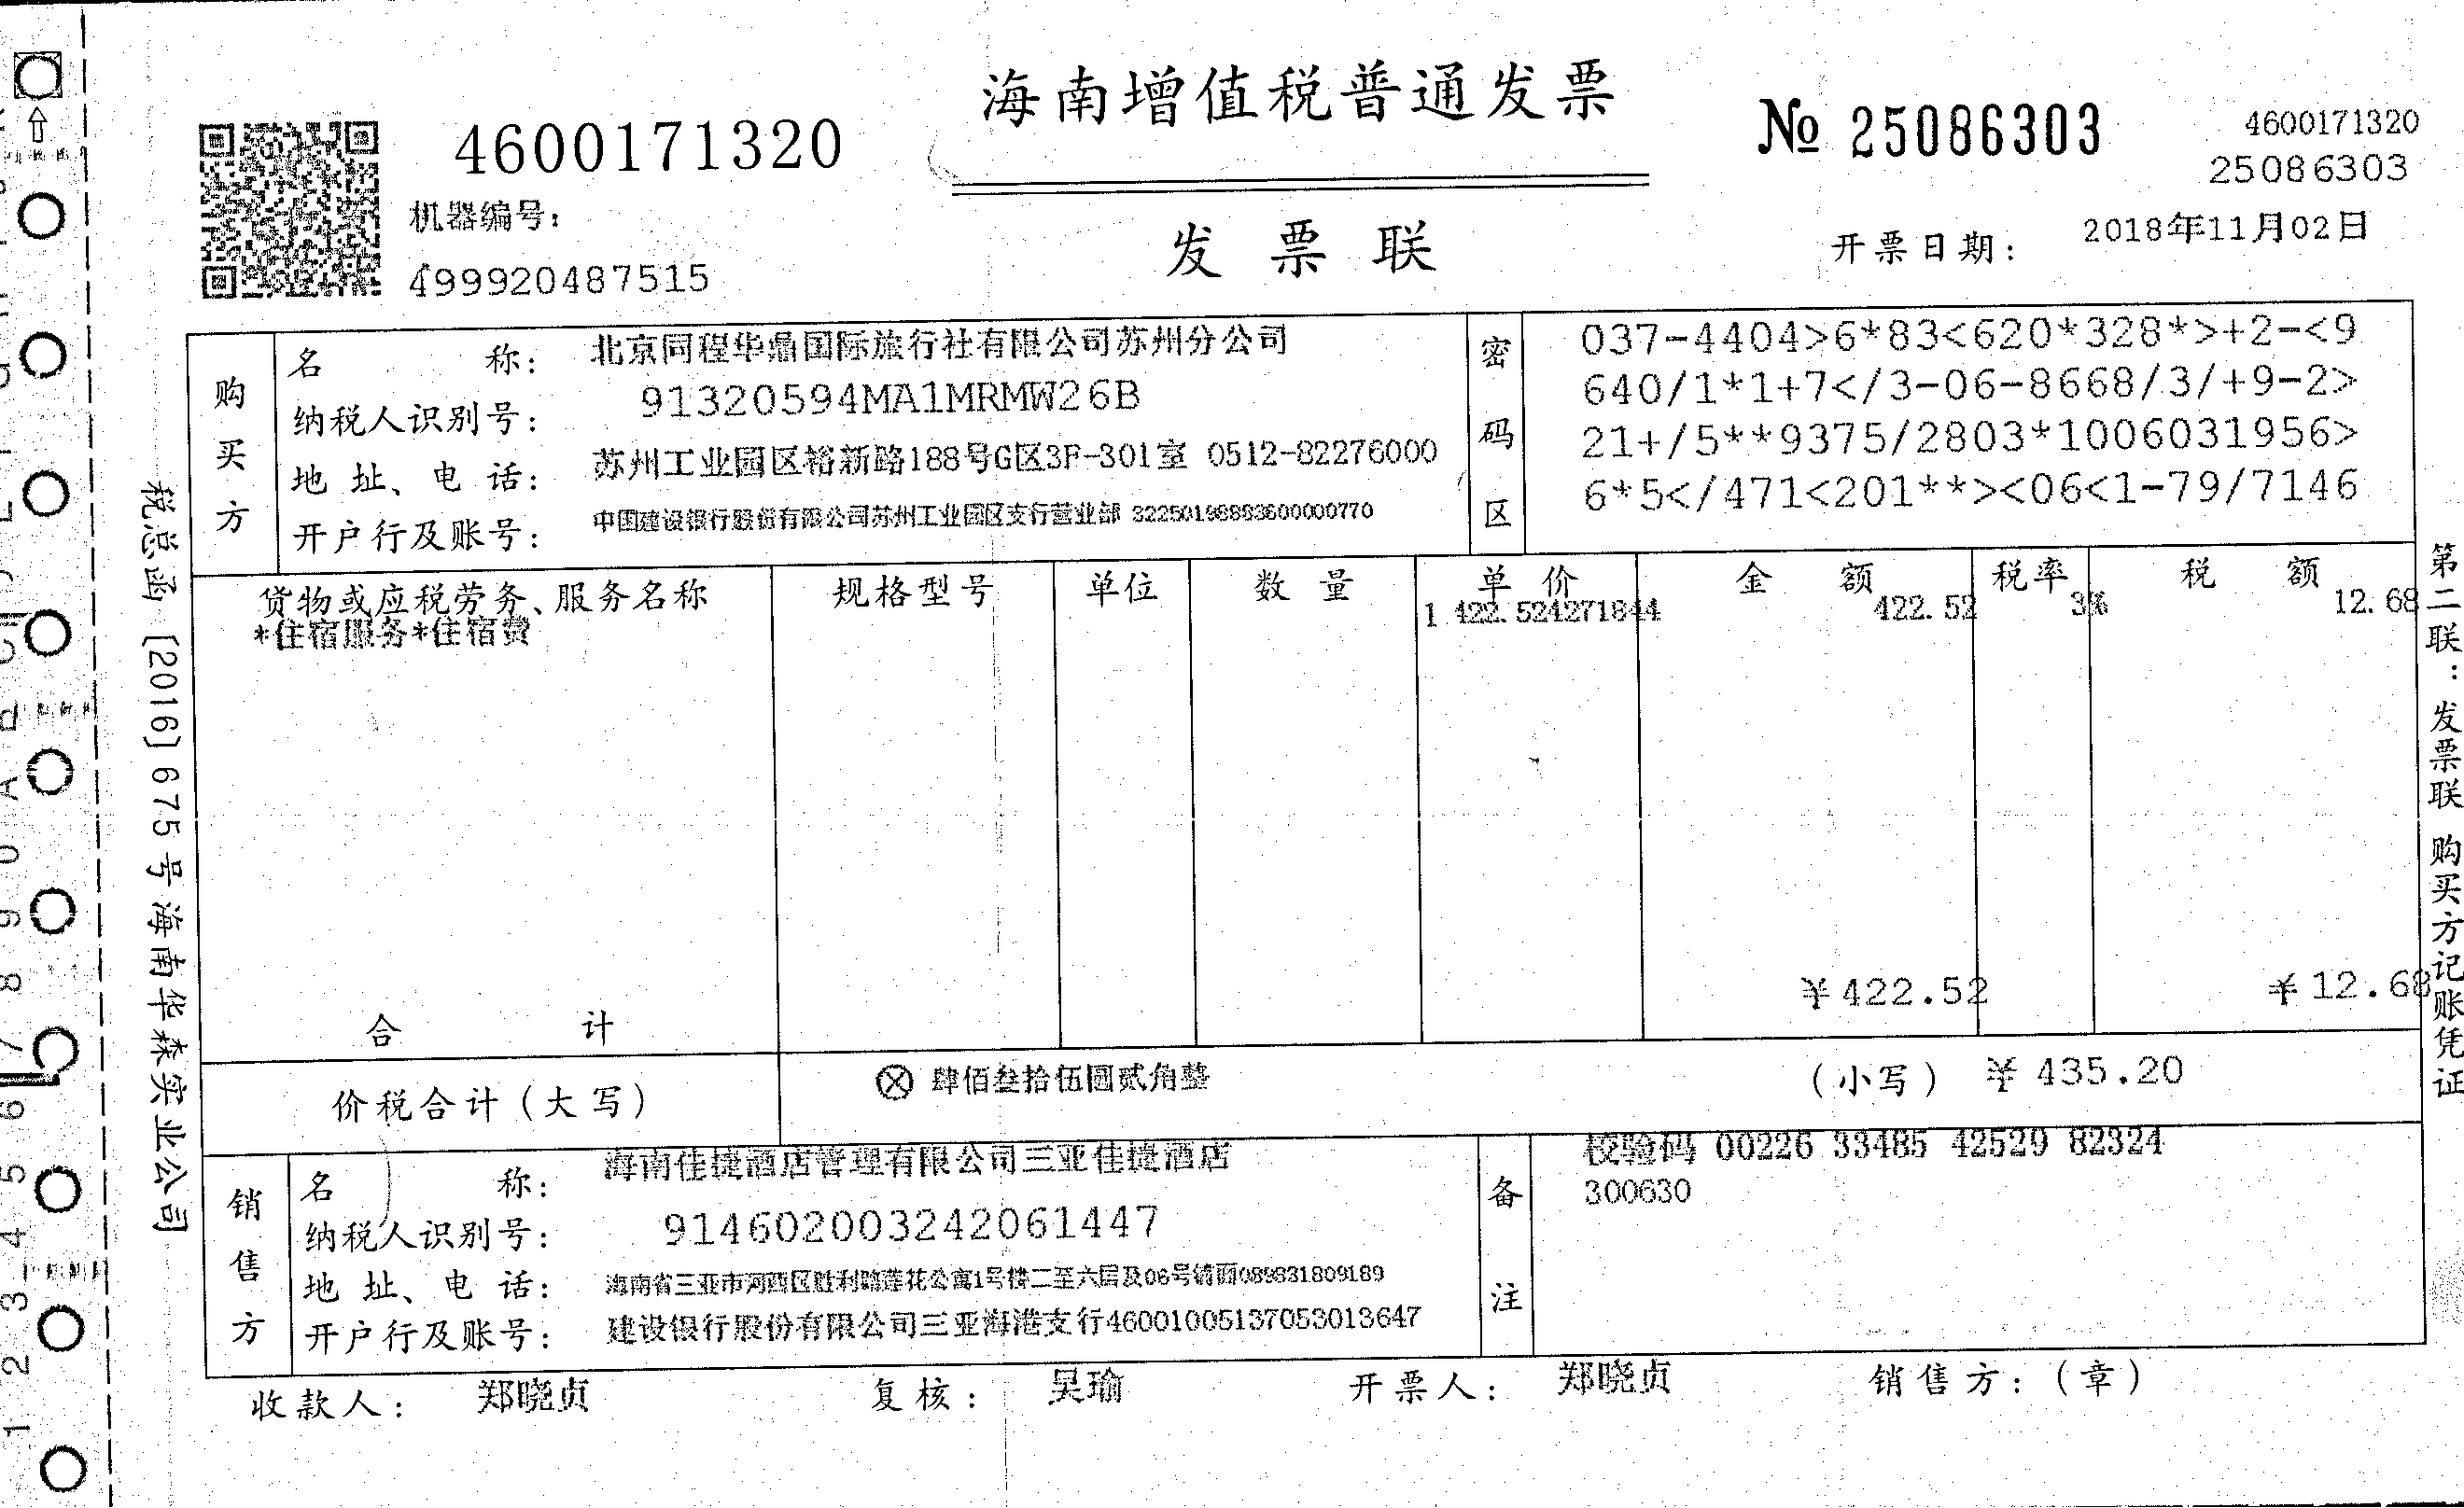 海南增值税普通发票
4600171320
No 25086303
4600171320
25086303
机器编号：
499920487515
发票联
开票日期： 2018年11月02日
购买方
名称： 北京同程华鼎国际旅行社有限公司苏州分公司
纳税人识别号： 91320594MA1MRMW26B
地址、电话： 苏州工业园区裕新路188号G区3F-301室 0512-82276000
开户行及账号： 中国建设银行股份有限公司苏州工业园区支行营业部 32250198883600000770
密码区
037-4404>6*83<620*328*>+2-<9
640/1*1+7</3-06-8668/3/+9-2>
21+/5**9375/2803*1006031956>
6*5</471<201**><06<1-79/7146
货物或应税劳务、服务名称 规格型号 单位 数量 单价 金额 税率 税额
*住宿服务*住宿费 1 422.524271844 422.52 3% 12.68
合计 ¥422.52 ¥12.68
价税合计（大写） ⊗ 肆佰叁拾伍圆贰角整 （小写） ¥435.20
销售方
名称： 海南佳捷酒店管理有限公司三亚佳捷酒店
纳税人识别号： 914602003242061447
地址、电话： 海南省三亚市河西区胜利路莲花公寓1号楼二至六层及06号铺面089831809189
开户行及账号： 建设银行股份有限公司三亚海港支行46001005137053013647
备注
校验码 00226 33485 42529 82324
300630
收款人： 郑晓贞 复核： 吴瑜 开票人： 郑晓贞 销售方：（章）
税总函［2016］675号海南华森实业公司
第二联：发票联 购买方记账凭证